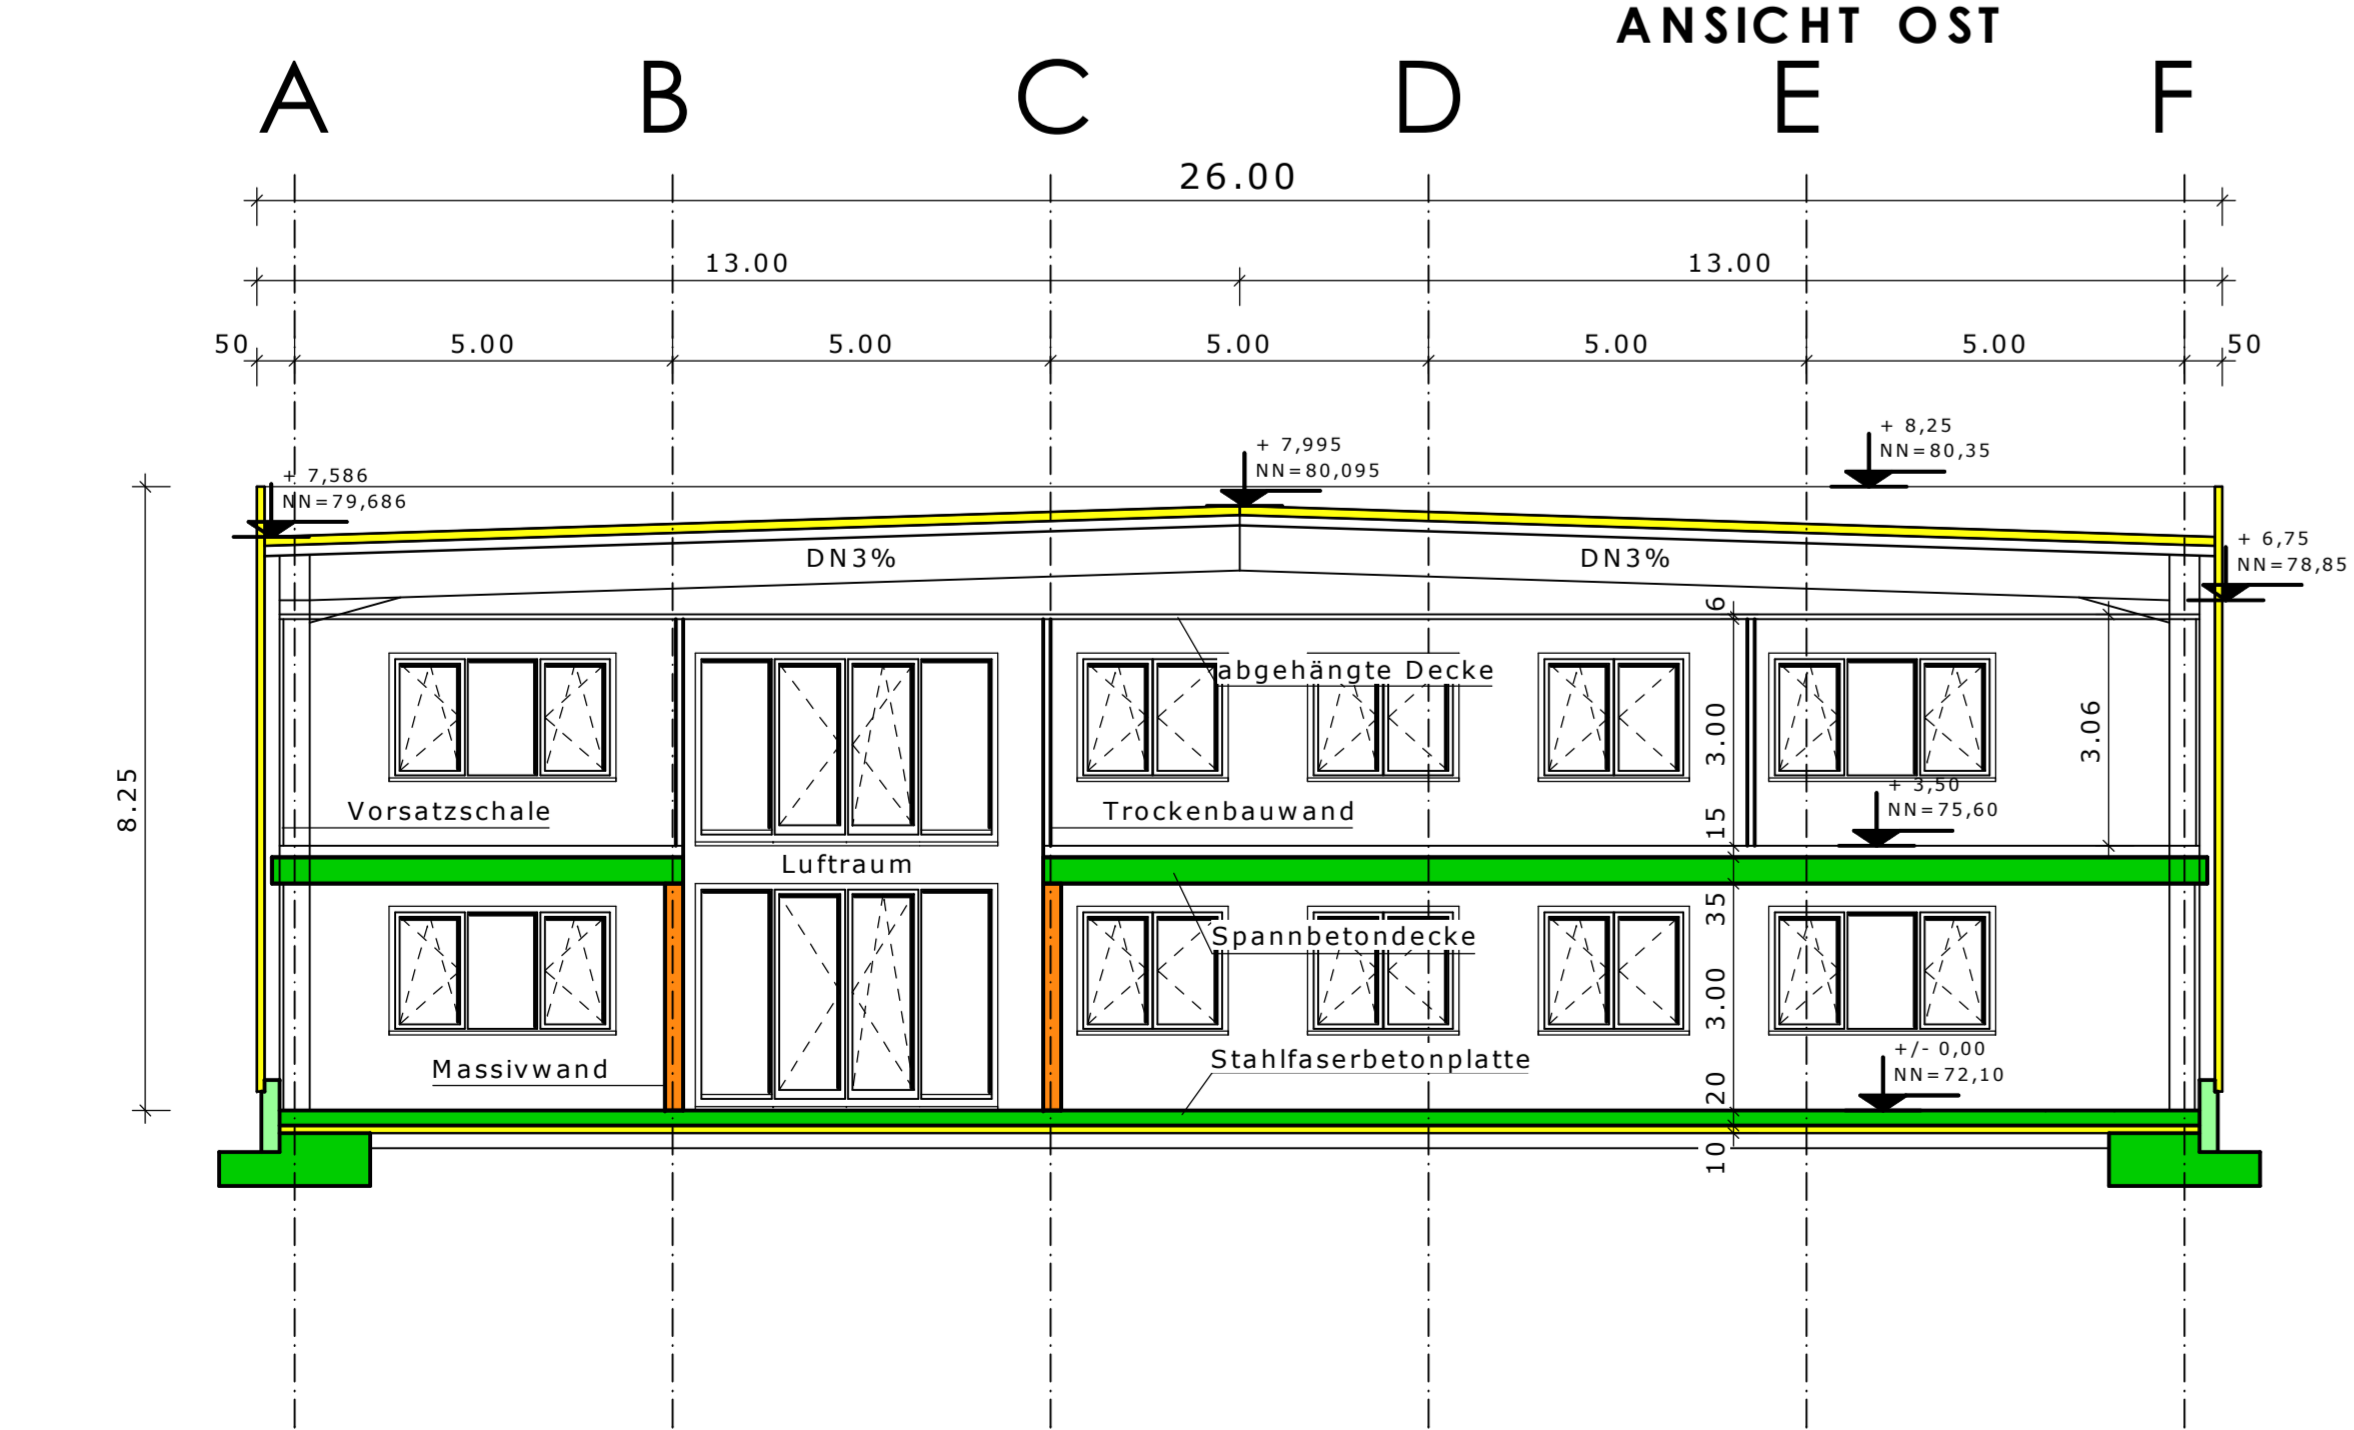 ANSICHT OST
A B C D E F
26.00
13.00 13.00
50 5.00 5.00 5.00 5.00 5.00 50
+ 8,25
NN=80,35
+ 7,995
NN=80,095
+ 7,586
NN=79,686
+ 6,75
NN=78,85
DN3% DN3%
6
abgehängte Decke
3.00
3.06
8.25
+ 3,50
NN=75,60
Vorsatzschale
Trockenbauwand
15
Luftraum
35
Spannbetondecke
3.00
+/- 0,00
NN=72,10
Massivwand
Stahlfaserbetonplatte
20
10